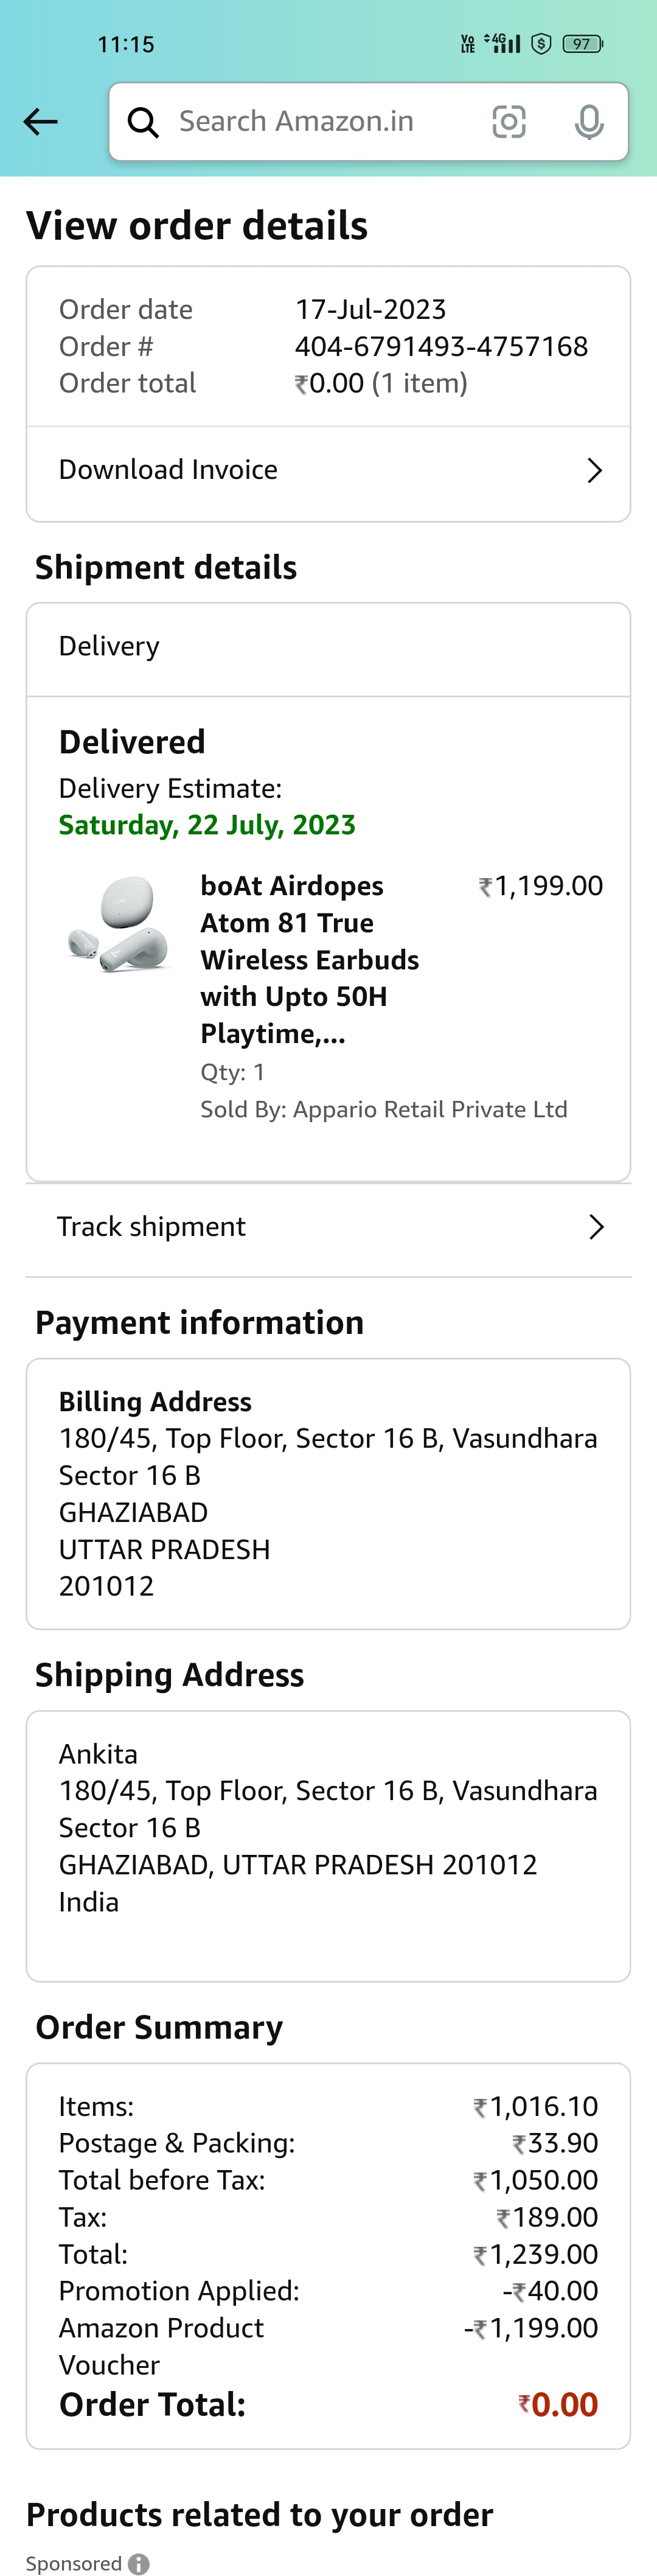 11:15
Vo LTE 4G 97
Search Amazon.in
View order details
Order date 17-Jul-2023
Order # 404-6791493-4757168
Order total ₹0.00 (1 item)
Download Invoice
Shipment details
Delivery
Delivered
Delivery Estimate:
Saturday, 22 July, 2023
boAt Airdopes ₹1,199.00
Atom 81 True
Wireless Earbuds
with Upto 50H
Playtime,...
Qty: 1
Sold By: Appario Retail Private Ltd
Track shipment
Payment information
Billing Address
180/45, Top Floor, Sector 16 B, Vasundhara
Sector 16 B
GHAZIABAD
UTTAR PRADESH
201012
Shipping Address
Ankita
180/45, Top Floor, Sector 16 B, Vasundhara
Sector 16 B
GHAZIABAD, UTTAR PRADESH 201012
India
Order Summary
Items: ₹1,016.10
Postage & Packing: ₹33.90
Total before Tax: ₹1,050.00
Tax: ₹189.00
Total: ₹1,239.00
Promotion Applied: -₹40.00
Amazon Product -₹1,199.00
Voucher
Order Total: ₹0.00
Products related to your order
Sponsored